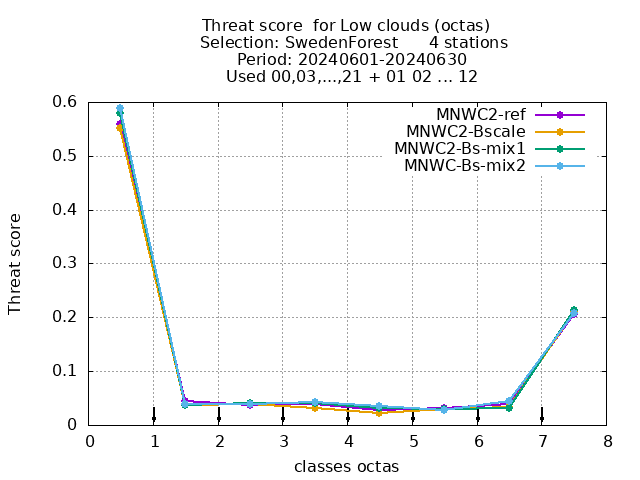 Threat score  for Low clouds (octas)
Selection: SwedenForest      4 stations
Period: 20240601-20240630
Used 00,03,...,21 + 01 02 ... 12
MNWC2-ref
MNWC2-Bscale
MNWC2-Bs-mix1
MNWC-Bs-mix2
0.6
0.5
0.4
0.3
0.2
0.1
0
Threat score
0 1 2 3 4 5 6 7 8
classes octas